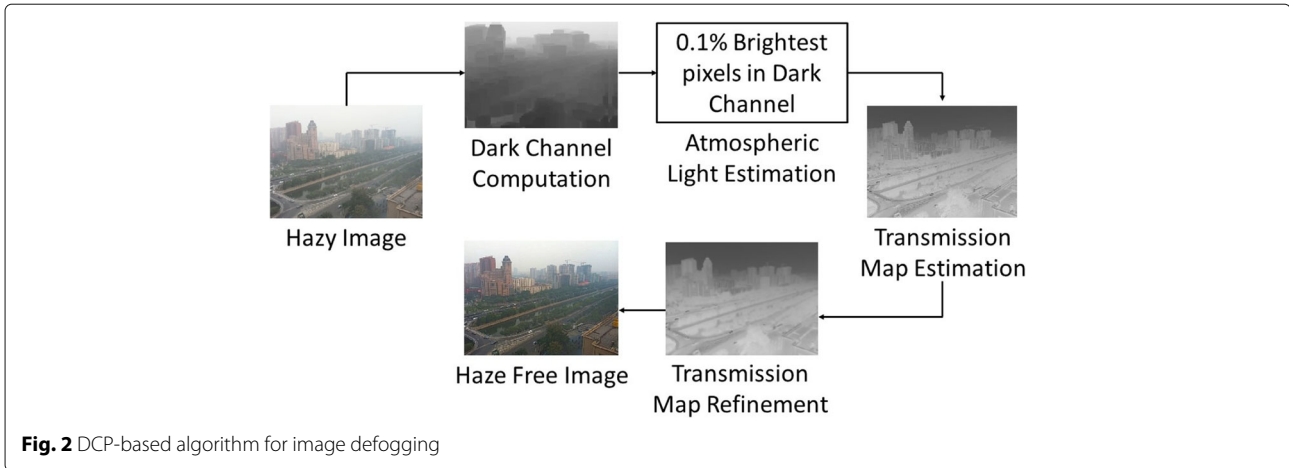 0.1% Brightest
pixels in Dark
Channel
Dark Channel
Computation
Atmospheric
Light Estimation
Hazy Image
Transmission
Map Estimation
Haze Free Image
Transmission
Map Refinement
Fig. 2 DCP-based algorithm for image defogging